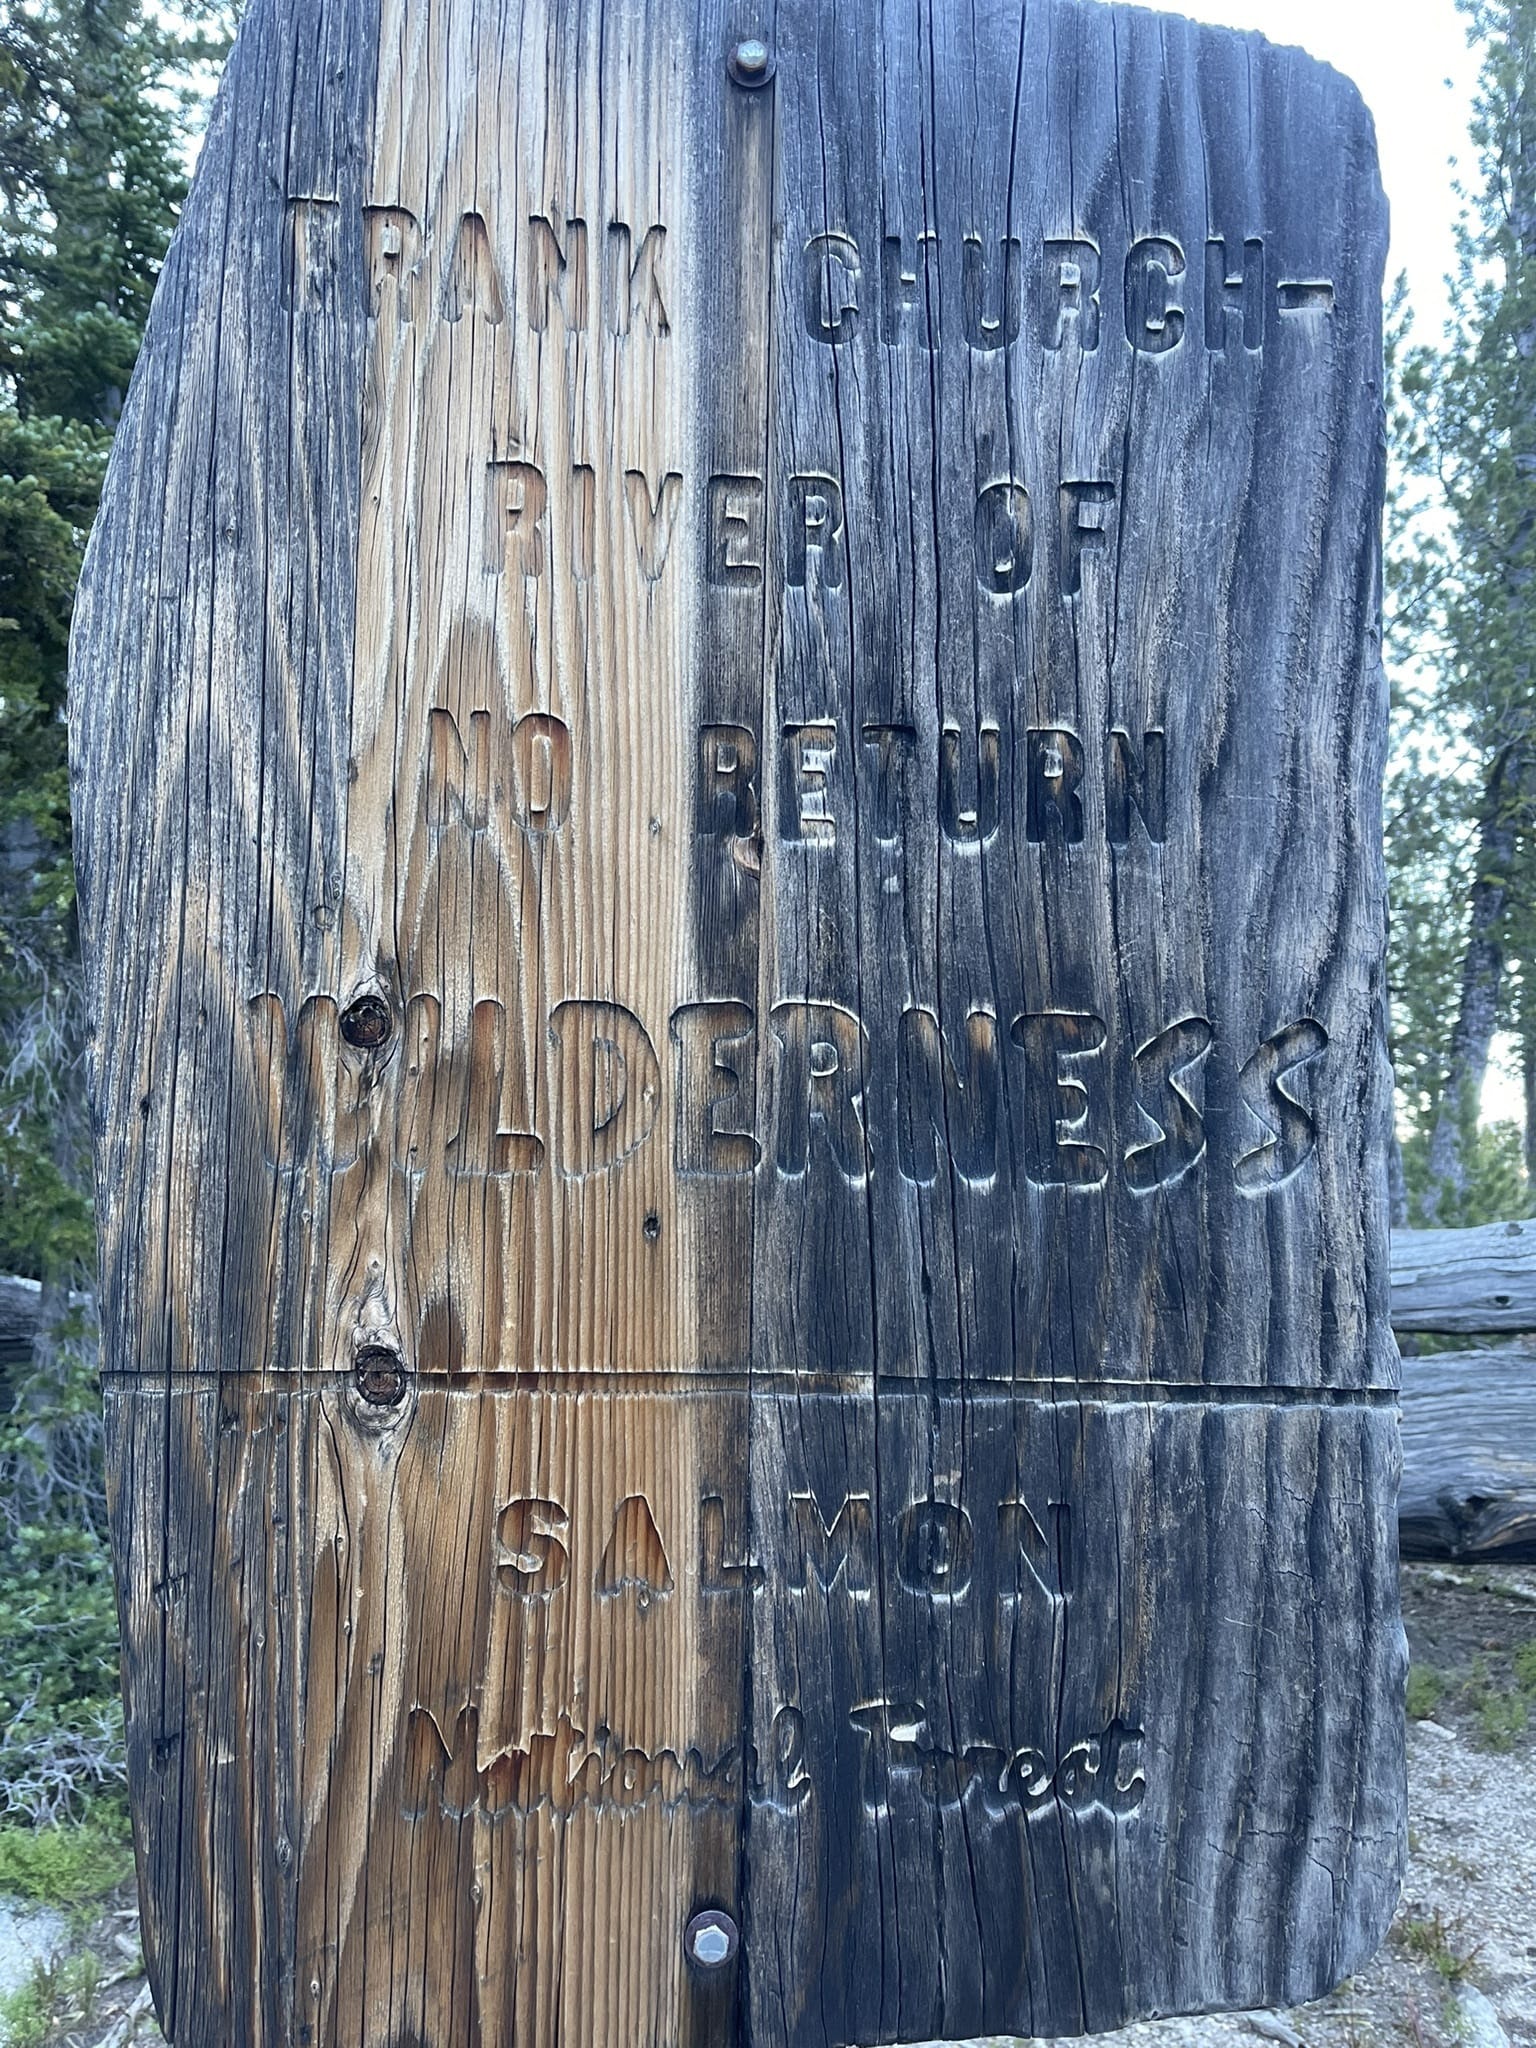 FRANK CHURCH-
RIVER OF
NO RETURN
WILDERNESS
SALMON
National Forest